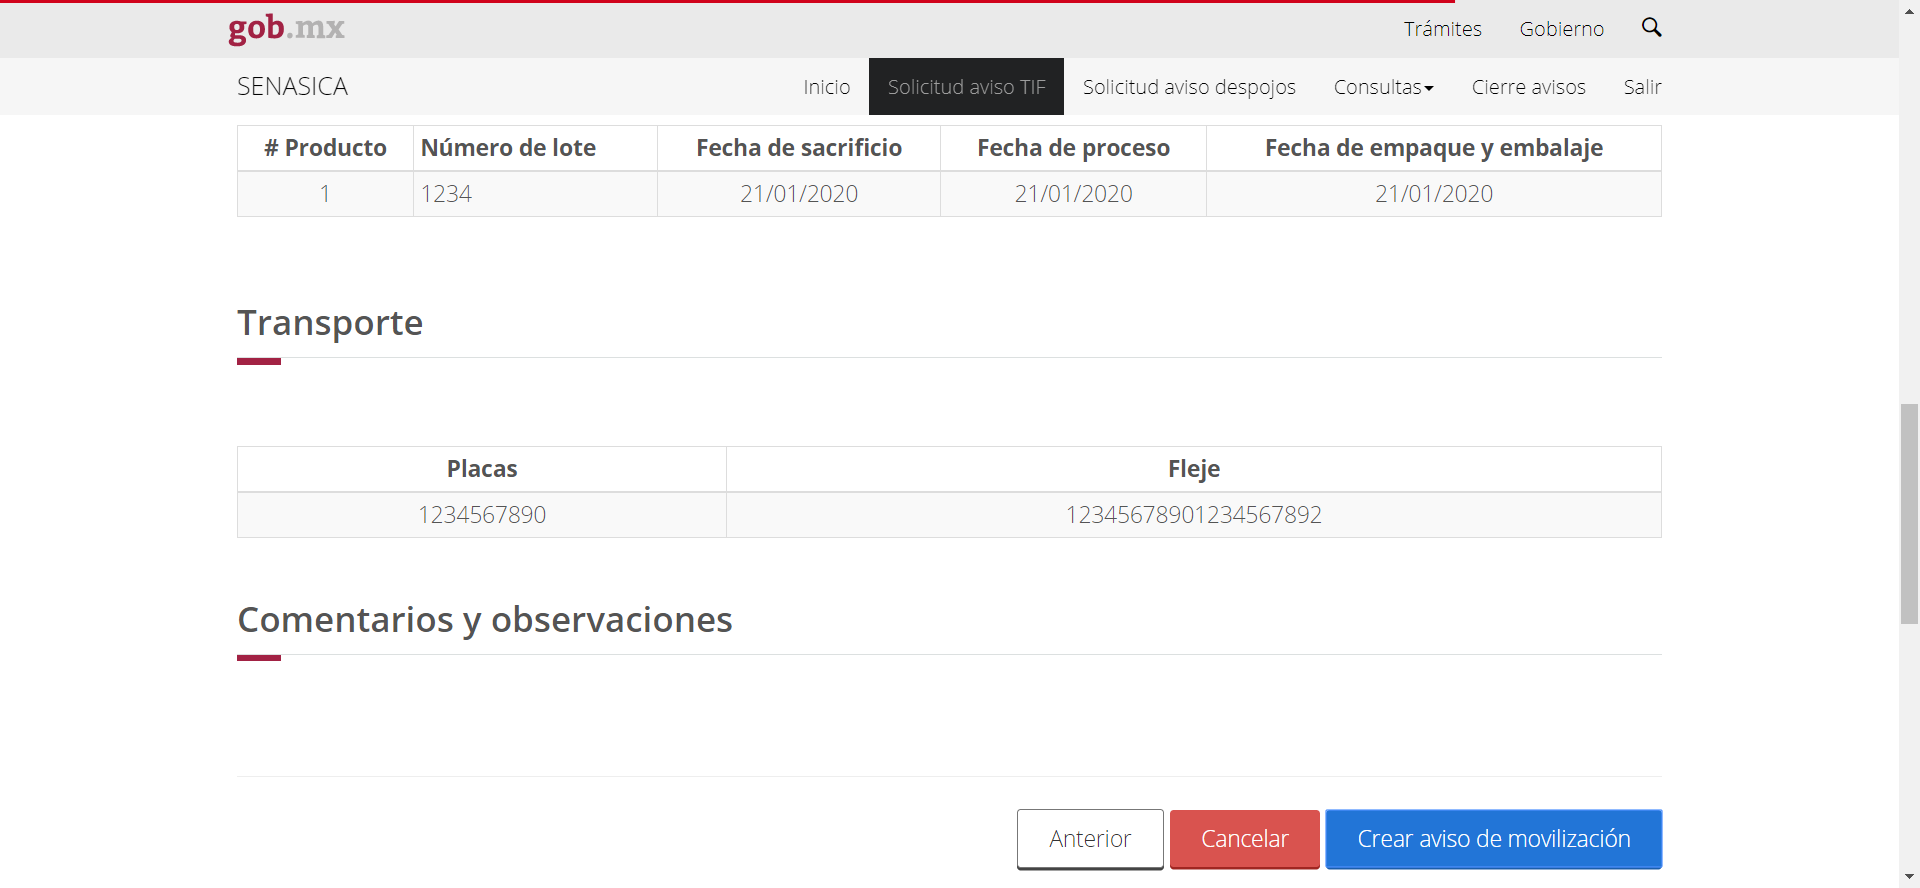 gob.mx Trámites Gobierno
SENASICA Inicio Solicitud aviso TIF Solicitud aviso despojos Consultas Cierre avisos Salir
# Producto Número de lote Fecha de sacrificio Fecha de proceso Fecha de empaque y embalaje
1 1234 21/01/2020 21/01/2020 21/01/2020
Transporte
Placas Fleje
1234567890 12345678901234567892
Comentarios y observaciones
Anterior Cancelar Crear aviso de movilización